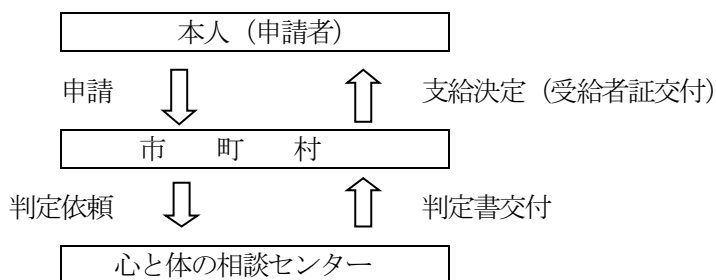 本人（申請者）
申請
支給決定（受給者証交付）
市　町　村
判定依頼
判定書交付
心と体の相談センター